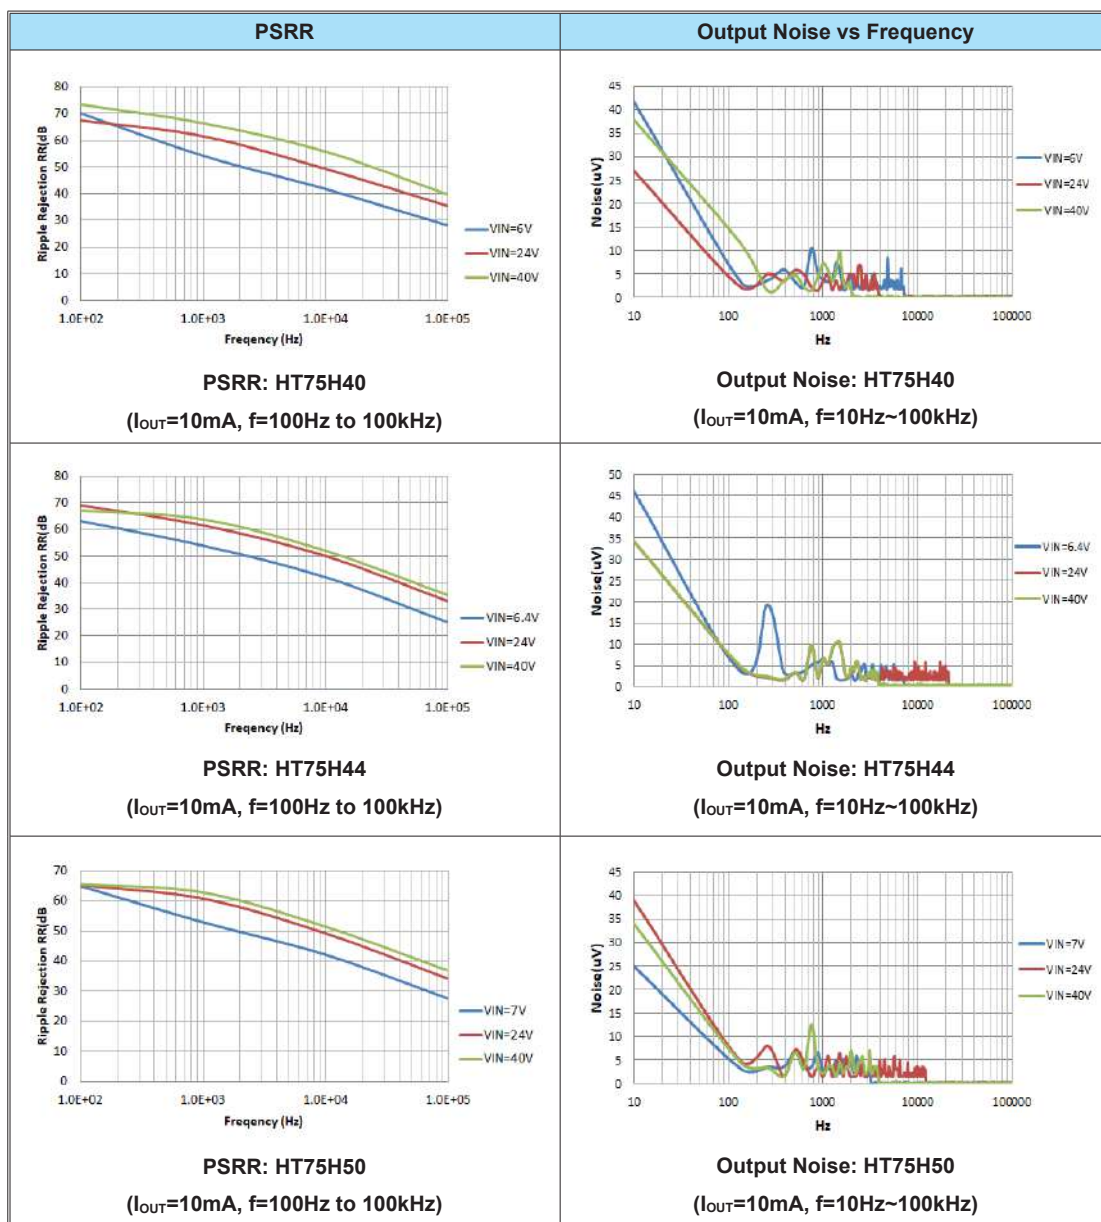 PSRR
Output Noise vs Frequency
80
70
60
50
40
30
20
10
0
Ripple Rejection RR(dB
1.0E+02 1.0E+03 1.0E+04 1.0E+05
Freqency (Hz)
VIN=6V
VIN=24V
VIN=40V
PSRR: HT75H40
(IOUT=10mA, f=100Hz to 100kHz)
45
40
35
30
25
20
15
10
5
0
Noise(uV)
10 100 1000 10000 100000
Hz
VIN=6V
VIN=24V
VIN=40V
Output Noise: HT75H40
(IOUT=10mA, f=10Hz~100kHz)
80
70
60
50
40
30
20
10
0
Ripple Rejection RR(dB
1.0E+02 1.0E+03 1.0E+04 1.0E+05
Freqency (Hz)
VIN=6.4V
VIN=24V
VIN=40V
PSRR: HT75H44
(IOUT=10mA, f=100Hz to 100kHz)
50
45
40
35
30
25
20
15
10
5
0
Noise(uV)
10 100 1000 10000 100000
Hz
VIN=6.4V
VIN=24V
VIN=40V
Output Noise: HT75H44
(IOUT=10mA, f=10Hz~100kHz)
70
60
50
40
30
20
10
0
Ripple Rejection RR(dB
1.0E+02 1.0E+03 1.0E+04 1.0E+05
Freqency (Hz)
VIN=7V
VIN=24V
VIN=40V
PSRR: HT75H50
(IOUT=10mA, f=100Hz to 100kHz)
45
40
35
30
25
20
15
10
5
0
Noise(uV)
10 100 1000 10000 100000
Hz
VIN=7V
VIN=24V
VIN=40V
Output Noise: HT75H50
(IOUT=10mA, f=10Hz~100kHz)